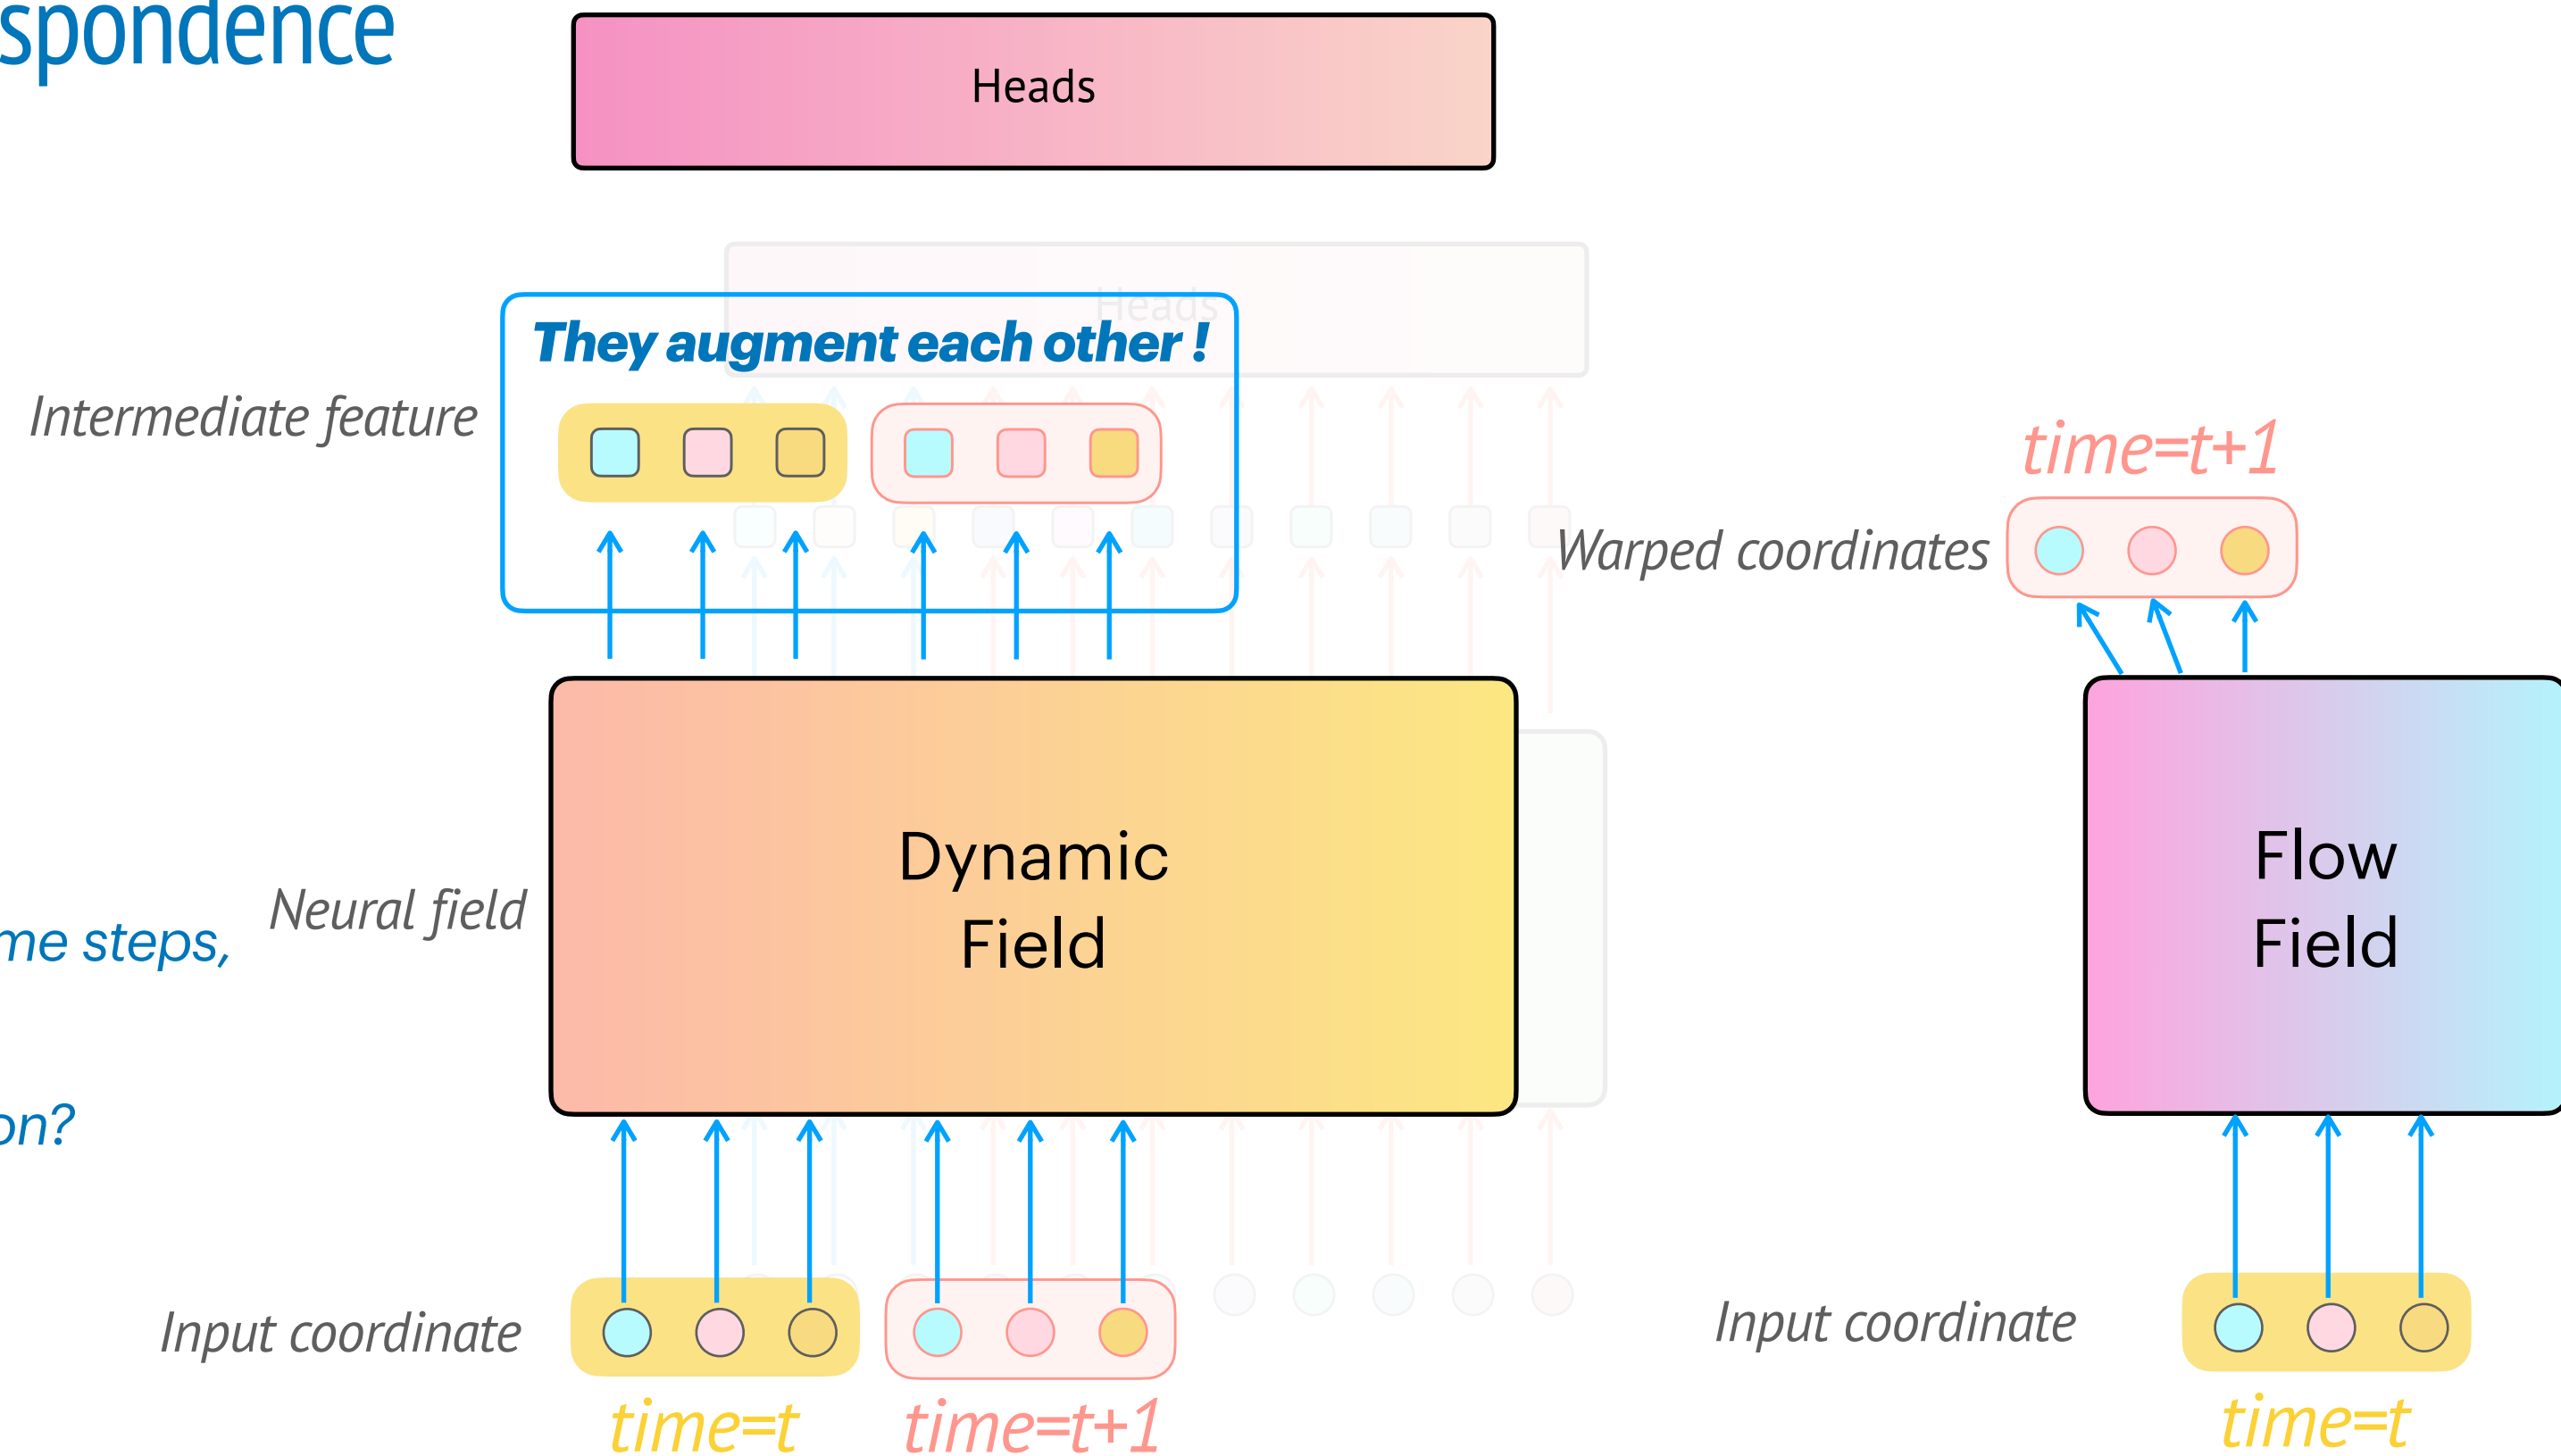 spondence
Heads
Heads
They augment each other !
Intermediate feature
time=t+1
Warped coordinates
Dynamic
Field
Flow
Field
Neural field
me steps,
on?
Input coordinate
Input coordinate
time=t
time=t+1
time=t